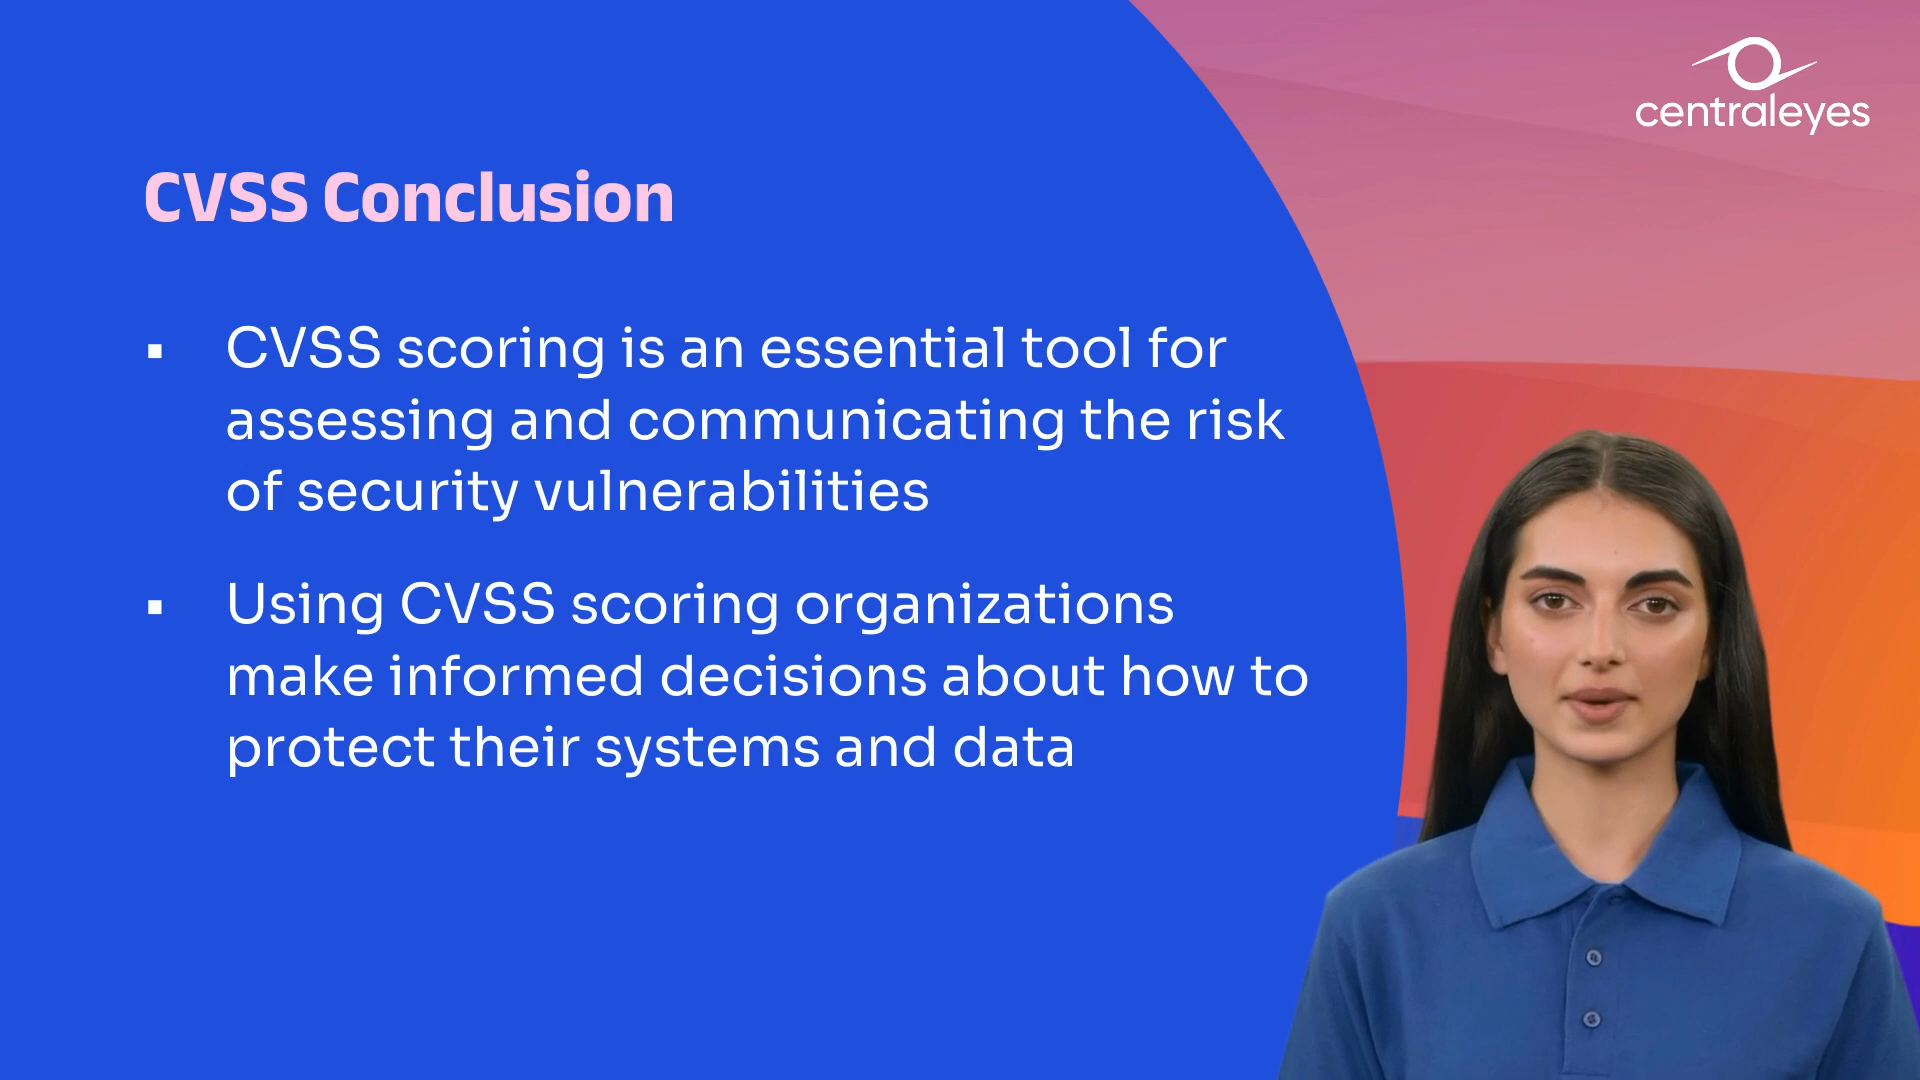 centraleyes
CVSS Conclusion
▪ CVSS scoring is an essential tool for
assessing and communicating the risk
of security vulnerabilities
▪ Using CVSS scoring organizations
make informed decisions about how to
protect their systems and data